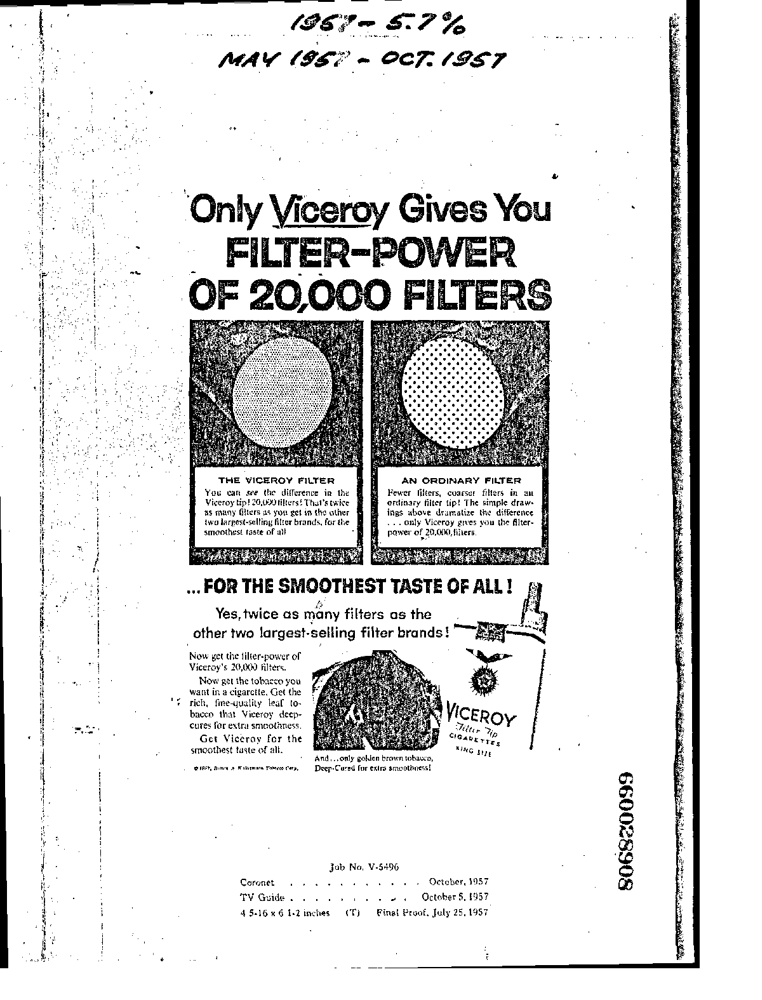 1957 - 5.7%
MAY 1957 - OCT. 1957
Only Viceroy Gives You
FILTER-POWER
OF 20,000 FILTERS
THE VICEROY FILTER
You can see the difference in the
Viceroy tip! 20,000 filters! That's twice
as many filters as you get in the other
two largest-selling filter brands, for the
smoothest taste of all
AN ORDINARY FILTER
Fewer filters, coarser filters in an
ordinary filter tip! The simple draw-
ings above dramatize the difference
. . . only Viceroy gives you the filter-
power of 20,000 filters.
...FOR THE SMOOTHEST TASTE OF ALL!
Yes, twice as many filters as the
other two largest-selling filter brands!
Now get the filter-power of
Viceroy's 20,000 filters.
Now get the tobacco you
want in a cigarette. Get the
rich, fine-quality leaf to-
bacco that Viceroy deep-
cures for extra smoothness.
Get Viceroy for the
smoothest taste of all.
© 1957, Brown & Williamson Tobacco Corp.
And...only golden brown tobacco,
Deep-Cured for extra smoothness!
VICEROY
Filter Tip
CIGARETTES
KING SIZE
660028908
Job No. V-5496
Coronet . . . . . . . . . . . October, 1957
TV Guide . . . . . . . . . . October 5, 1957
4 5-16 x 6 1-2 inches (T) Final Proof, July 25, 1957